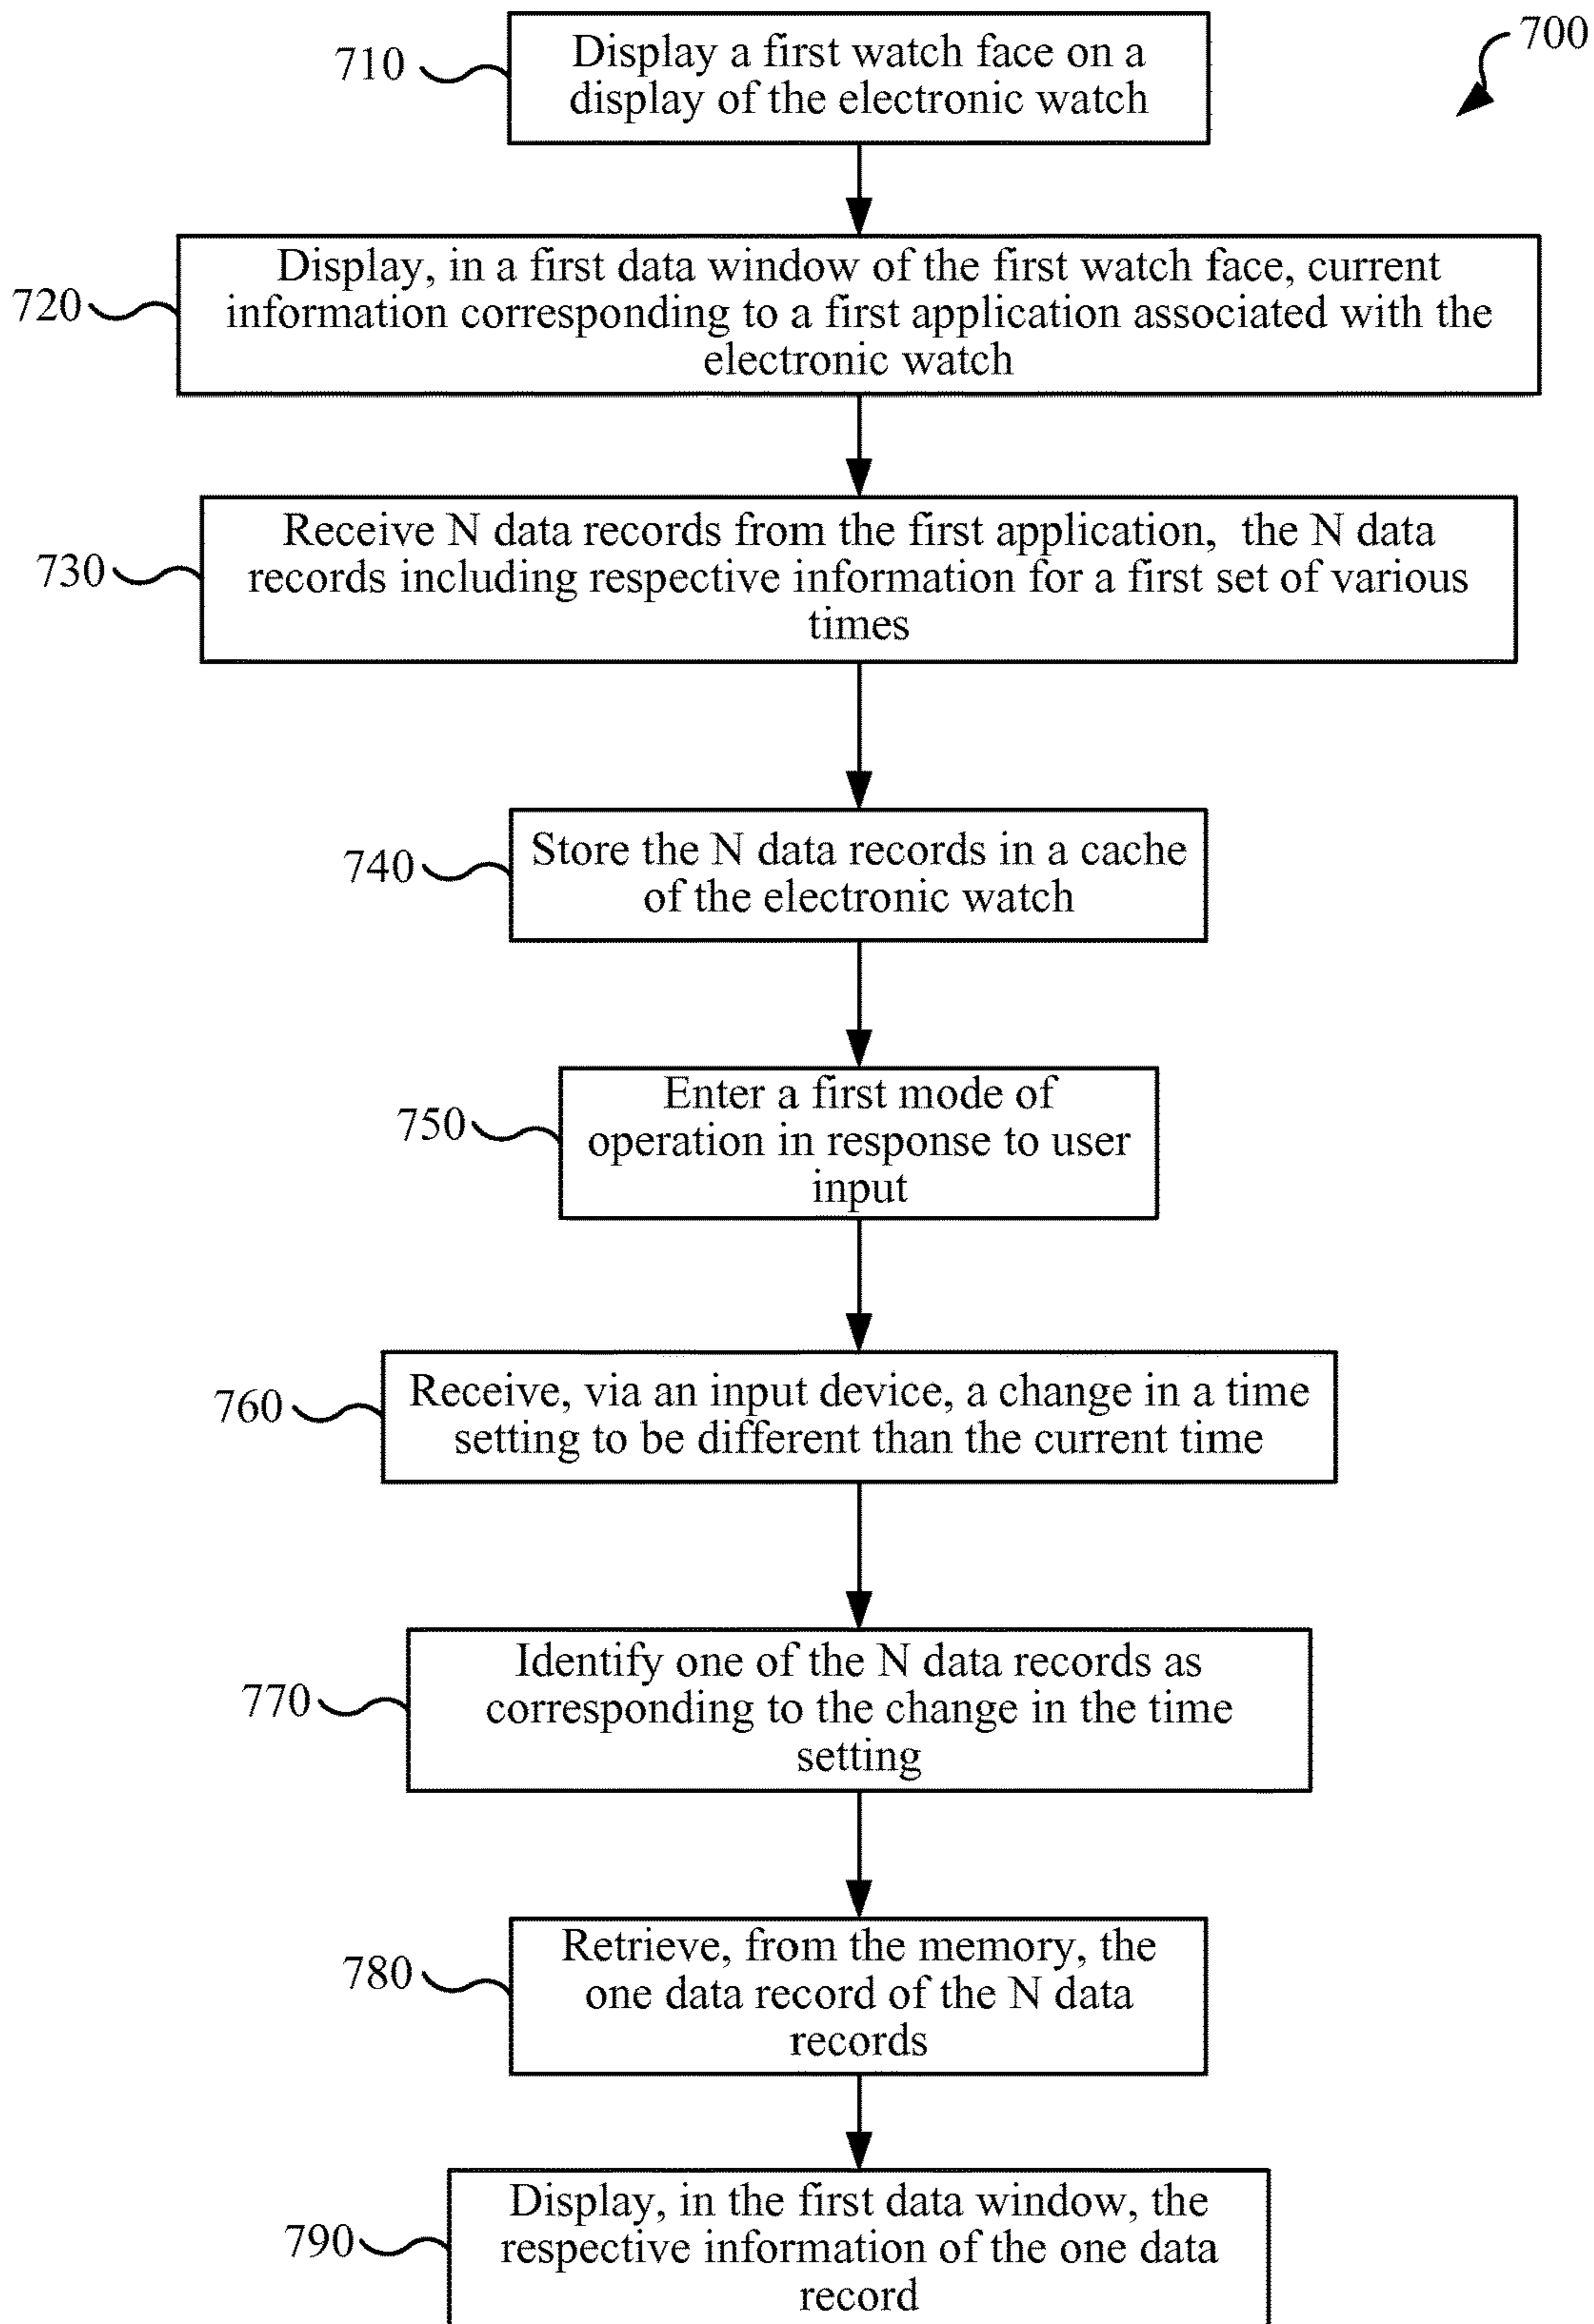 700
710
Display a first watch face on a
display of the electronic watch
720
Display, in a first data window of the first watch face, current
information corresponding to a first application associated with the
electronic watch
730
Receive N data records from the first application, the N data
records including respective information for a first set of various
times
740
Store the N data records in a cache
of the electronic watch
750
Enter a first mode of
operation in response to user
input
760
Receive, via an input device, a change in a time
setting to be different than the current time
770
Identify one of the N data records as
corresponding to the change in the time
setting
780
Retrieve, from the memory, the
one data record of the N data
records
790
Display, in the first data window, the
respective information of the one data
record